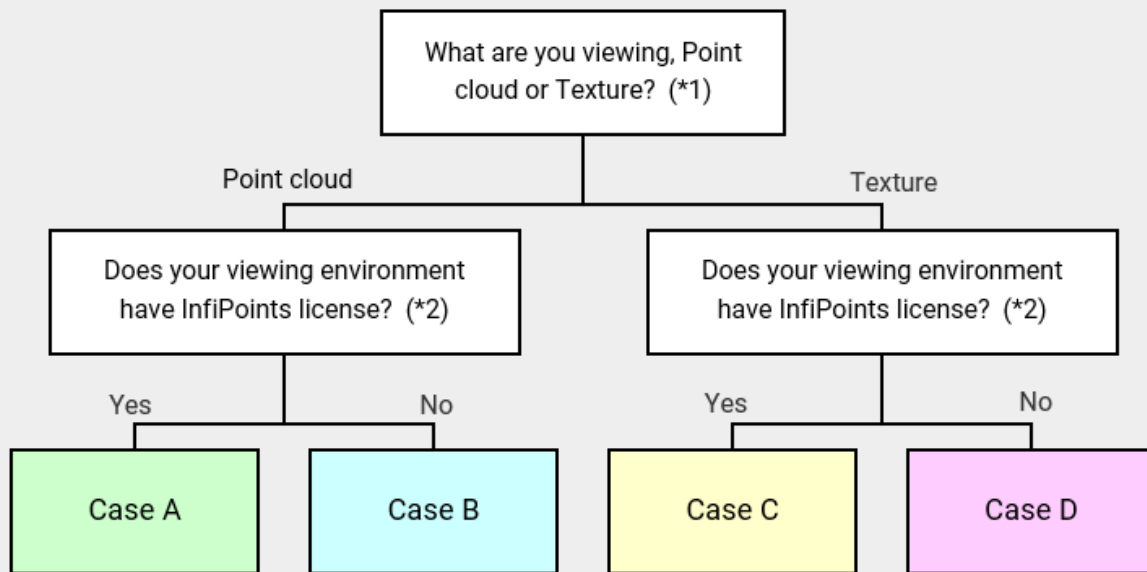 What are you viewing, Point
cloud or Texture? (*1)
Point cloud
Texture
Does your viewing environment
have InfiPoints license? (*2)
Does your viewing environment
have InfiPoints license? (*2)
Yes
No
Yes
No
Case A
Case B
Case C
Case D